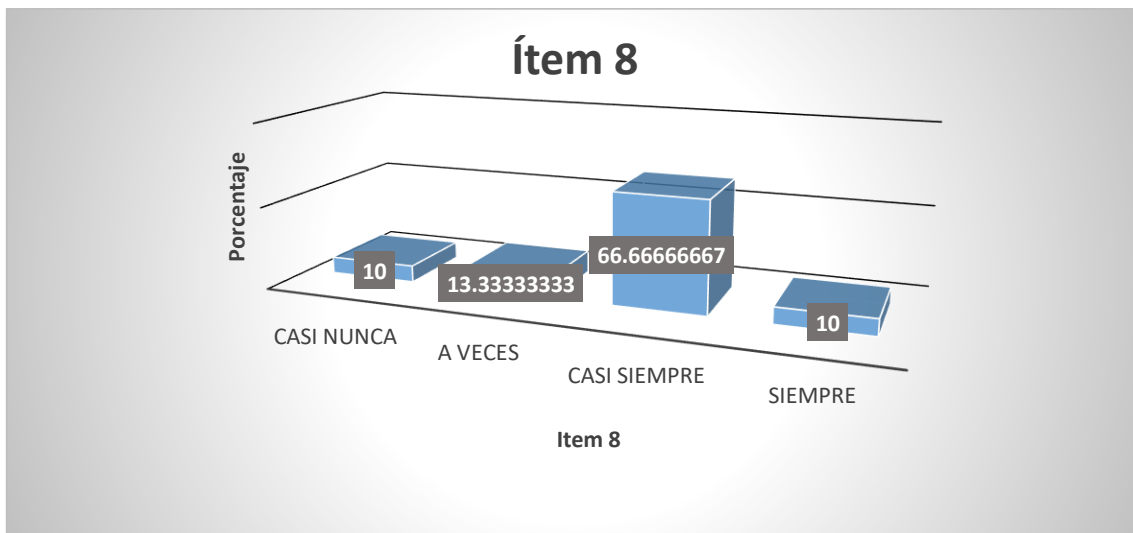 Ítem 8
Porcentaje
10
13.33333333
66.66666667
10
CASI NUNCA
A VECES
CASI SIEMPRE
SIEMPRE
Item 8